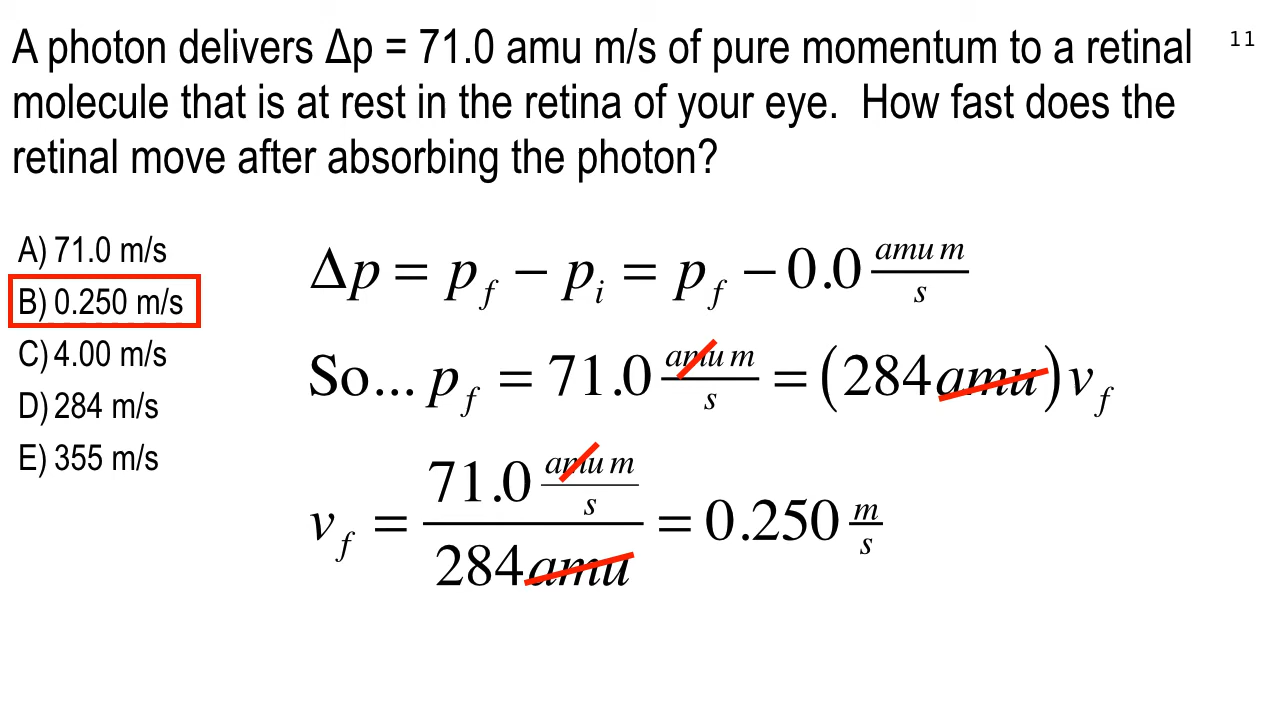 A photon delivers Δp = 71.0 amu m/s of pure momentum to a retinal
molecule that is at rest in the retina of your eye. How fast does the
retinal move after absorbing the photon?
11
A) 71.0 m/s
B) 0.250 m/s
C) 4.00 m/s
D) 284 m/s
E) 355 m/s
Δp = p_f − p_i = p_f − 0.0 amu m / s
So... p_f = 71.0 amu m / s = (284 amu) v_f
v_f = 71.0 amu m / s / 284 amu = 0.250 m / s